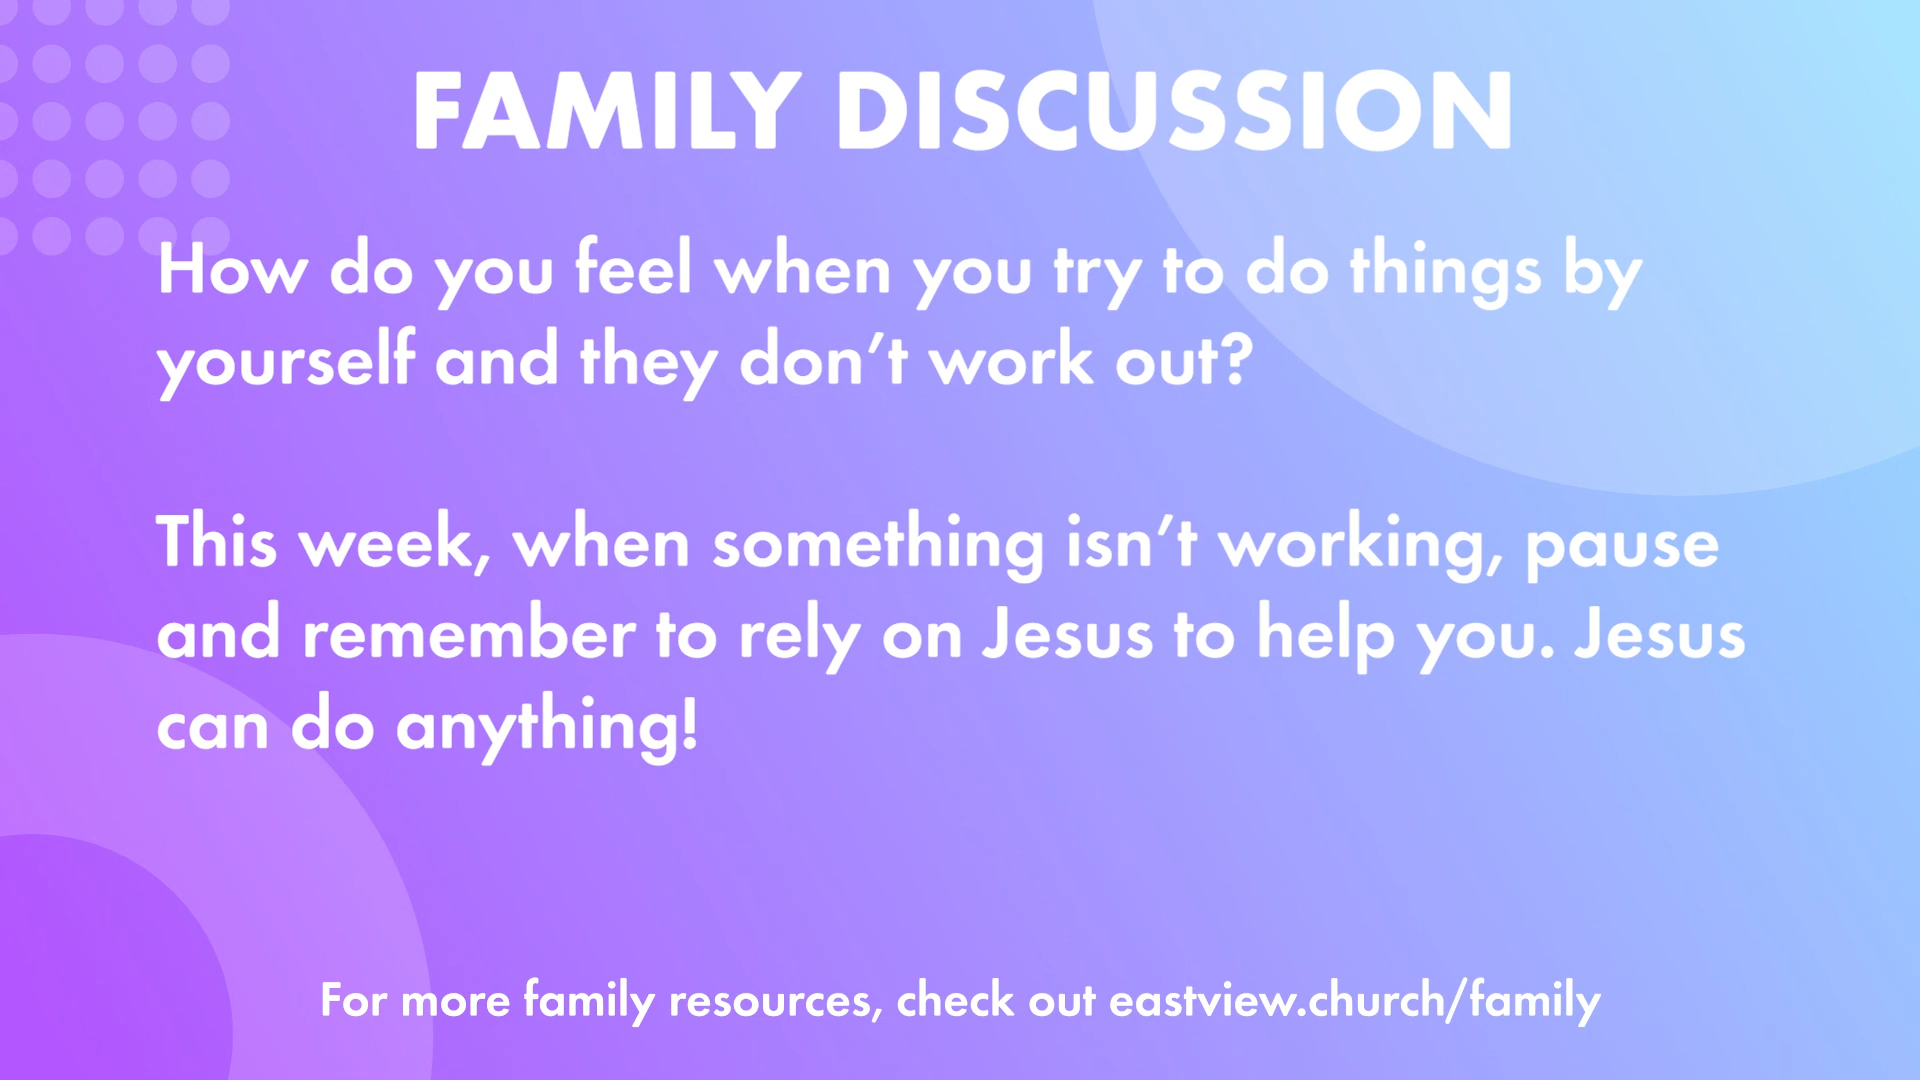 FAMILY DISCUSSION
How do you feel when you try to do things by
yourself and they don’t work out?
This week, when something isn’t working, pause
and remember to rely on Jesus to help you. Jesus
can do anything!
For more family resources, check out eastview.church/family